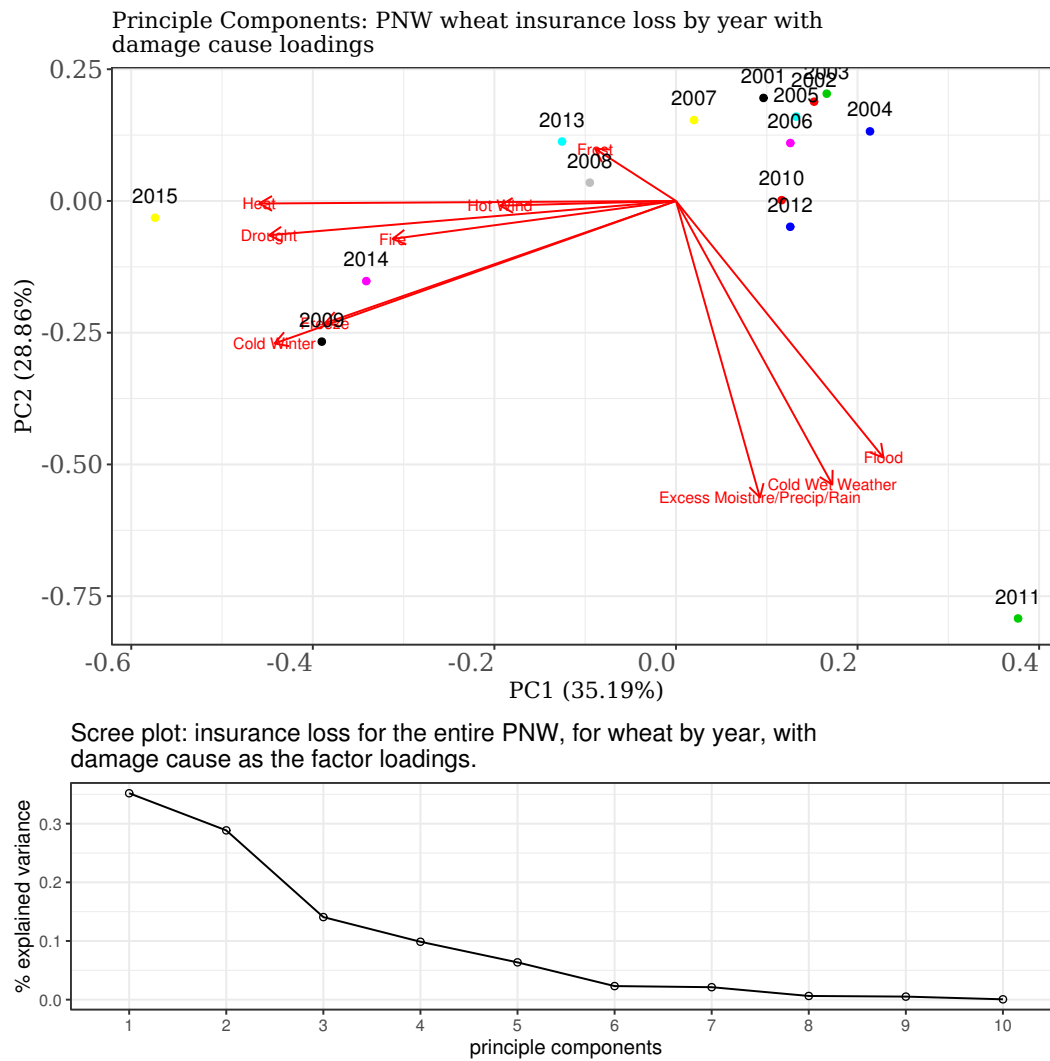 Principle Components: PNW wheat insurance loss by year with
damage cause loadings
PC2 (28.86%)
0.25
0.00
-0.25
-0.50
-0.75
2001
2003
2002
2005
2004
2006
2007
2013
2008
Frost
2015
Heat
Hot Wind
2010
2012
Drought
Fire
2014
2009
Freeze
Cold Winter
Flood
Cold Wet Weather
Excess Moisture/Precip/Rain
2011
-0.6 -0.4 -0.2 0.0 0.2 0.4
PC1 (35.19%)
Scree plot: insurance loss for the entire PNW, for wheat by year, with
damage cause as the factor loadings.
% explained variance
0.3
0.2
0.1
0.0
1 2 3 4 5 6 7 8 9 10
principle components